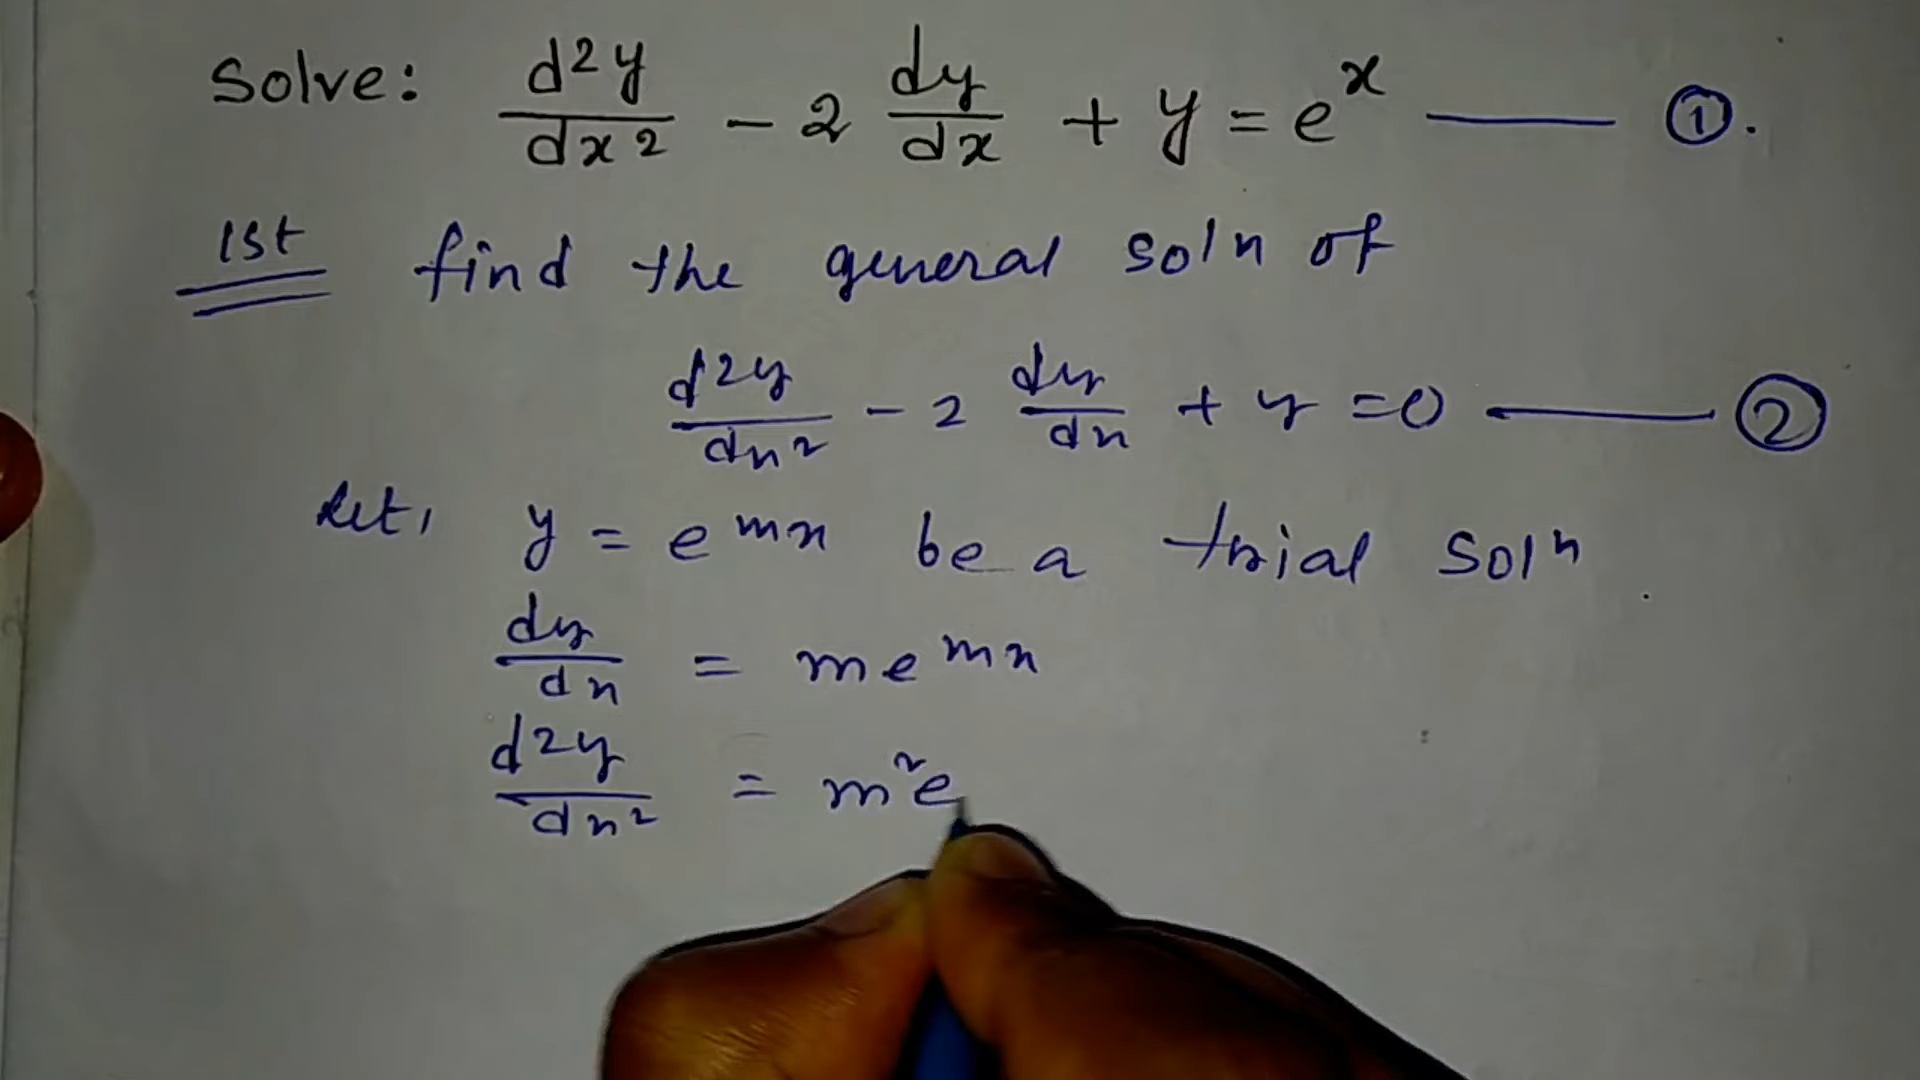 Solve: d²y/dx² - 2 dy/dx + y = eˣ —— ①.
1st find the general soln of
d²y/dx² - 2 dy/dx + y = 0 —— ②
Let, y = e^mx be a trial solⁿ.
dy/dx = me^mx
d²y/dx² = m²e